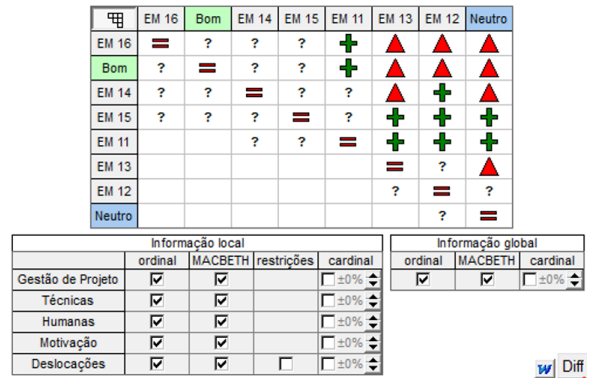 EM 16 Bom EM 14 EM 15 EM 11 EM 13 EM 12 Neutro
EM 16 = ? ? ? +
Bom ? = ? ? +
EM 14 ? ? = ? ? +
EM 15 ? ? ? = ? + + +
EM 11 ? ? = + + +
EM 13 = ?
EM 12 ? = ?
Neutro ? =
Informação local
ordinal MACBETH restrições cardinal
Gestão de Projeto ±0%
Técnicas ±0%
Humanas ±0%
Motivação ±0%
Deslocações ±0%
Informação global
ordinal MACBETH cardinal
±0%
W Diff